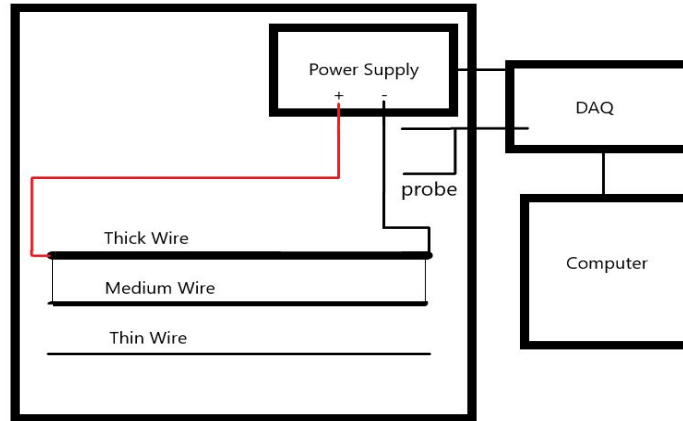 Power Supply
+ -
DAQ
probe
Thick Wire
Computer
Medium Wire
Thin Wire